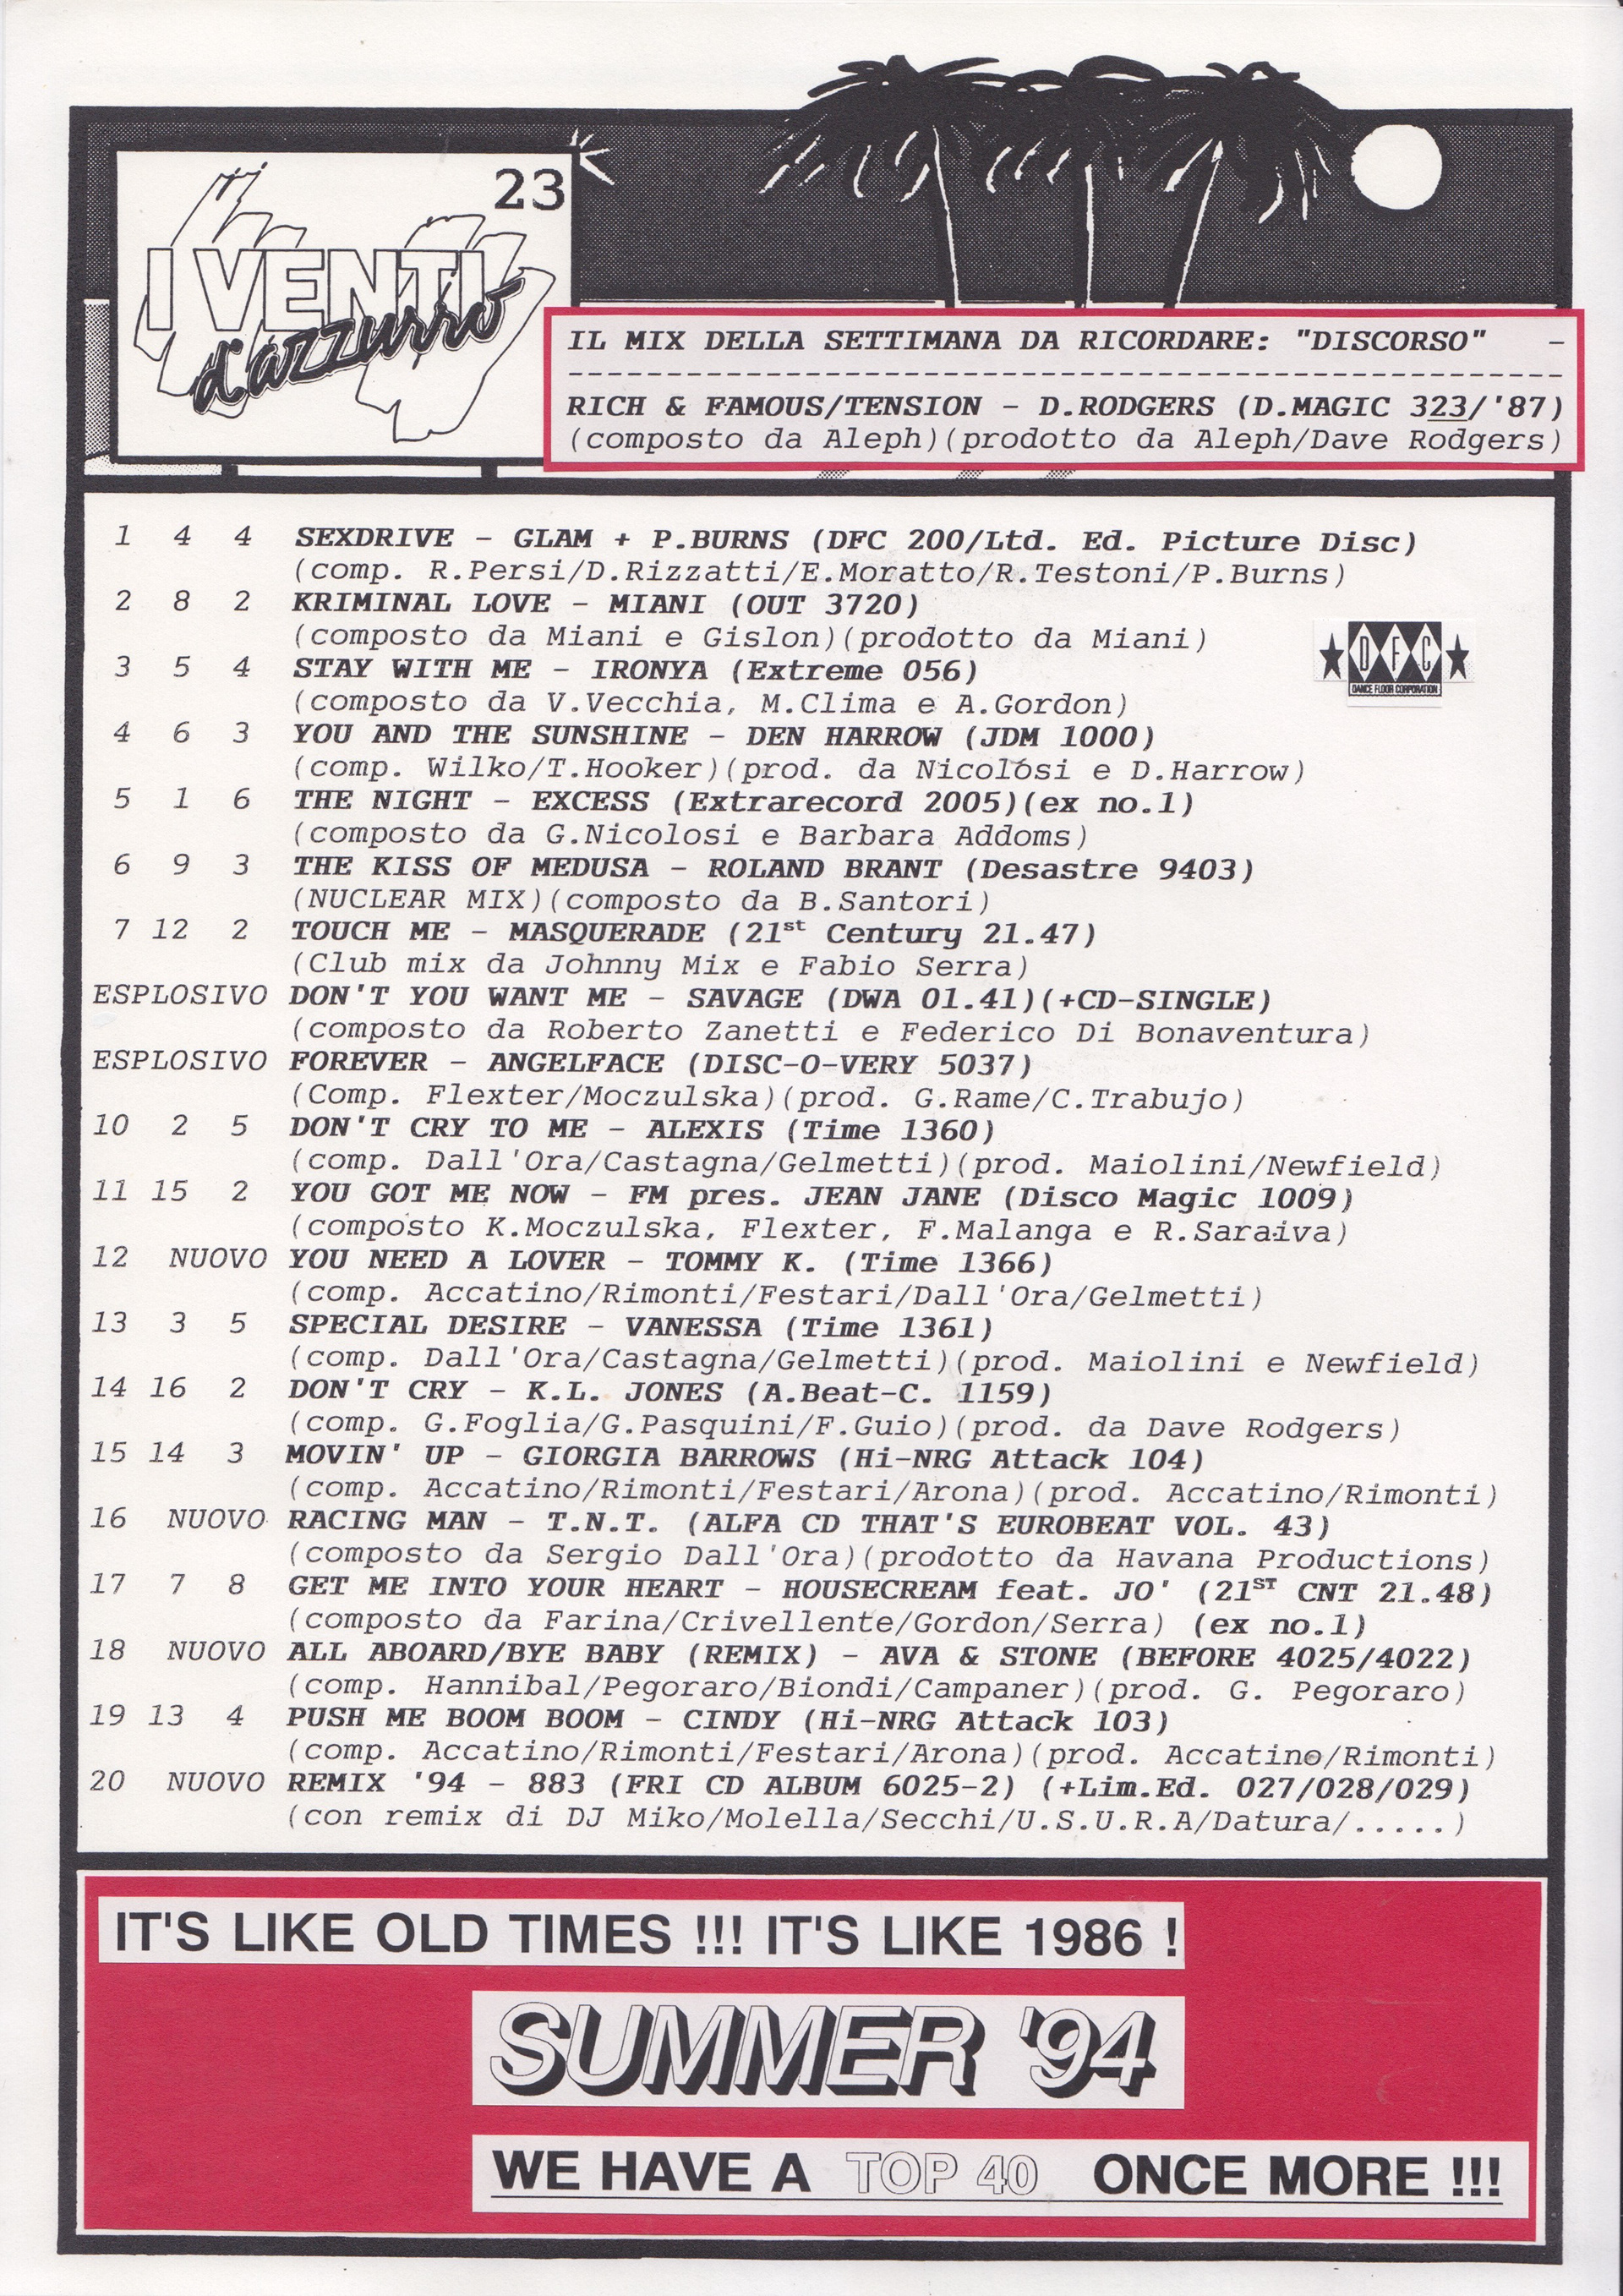 23
I VENTI
d'azzurro
IL MIX DELLA SETTIMANA DA RICORDARE: "DISCORSO" -
--------------------------------------------------
RICH & FAMOUS/TENSION - D.RODGERS (D.MAGIC 323/'87)
(composto da Aleph)(prodotto da Aleph/Dave Rodgers)
1 4 4 SEXDRIVE - GLAM + P.BURNS (DFC 200/Ltd. Ed. Picture Disc)
(comp. R.Persi/D.Rizzatti/E.Moratto/R.Testoni/P.Burns)
2 8 2 KRIMINAL LOVE - MIANI (OUT 3720)
(composto da Miani e Gislon)(prodotto da Miani)
3 5 4 STAY WITH ME - IRONYA (Extreme 056)
DFC
DANCE FLOOR CORPORATION
(composto da V.Vecchia, M.Clima e A.Gordon)
4 6 3 YOU AND THE SUNSHINE - DEN HARROW (JDM 1000)
(comp. Wilko/T.Hooker)(prod. da Nicolosi e D.Harrow)
5 1 6 THE NIGHT - EXCESS (Extrarecord 2005)(ex no.1)
(composto da G.Nicolosi e Barbara Addoms)
6 9 3 THE KISS OF MEDUSA - ROLAND BRANT (Desastre 9403)
(NUCLEAR MIX)(composto da B.Santori)
7 12 2 TOUCH ME - MASQUERADE (21st Century 21.47)
(Club mix da Johnny Mix e Fabio Serra)
ESPLOSIVO DON'T YOU WANT ME - SAVAGE (DWA 01.41)(+CD-SINGLE)
(composto da Roberto Zanetti e Federico Di Bonaventura)
ESPLOSIVO FOREVER - ANGELFACE (DISC-O-VERY 5037)
(Comp. Flexter/Moczulska)(prod. G.Rame/C.Trabujo)
10 2 5 DON'T CRY TO ME - ALEXIS (Time 1360)
(comp. Dall'Ora/Castagna/Gelmetti)(prod. Maiolini/Newfield)
11 15 2 YOU GOT ME NOW - FM pres. JEAN JANE (Disco Magic 1009)
(composto K.Moczulska, Flexter, F.Malanga e R.Saraiva)
12 NUOVO YOU NEED A LOVER - TOMMY K. (Time 1366)
(comp. Accatino/Rimonti/Festari/Dall'Ora/Gelmetti)
13 3 5 SPECIAL DESIRE - VANESSA (Time 1361)
(comp. Dall'Ora/Castagna/Gelmetti)(prod. Maiolini e Newfield)
14 16 2 DON'T CRY - K.L. JONES (A.Beat-C. 1159)
(comp. G.Foglia/G.Pasquini/F.Guio)(prod. da Dave Rodgers)
15 14 3 MOVIN' UP - GIORGIA BARROWS (Hi-NRG Attack 104)
(comp. Accatino/Rimonti/Festari/Arona)(prod. Accatino/Rimonti)
16 NUOVO RACING MAN - T.N.T. (ALFA CD THAT'S EUROBEAT VOL. 43)
(composto da Sergio Dall'Ora)(prodotto da Havana Productions)
17 7 8 GET ME INTO YOUR HEART - HOUSECREAM feat. JO' (21ST CNT 21.48)
(composto da Farina/Crivellente/Gordon/Serra) (ex no.1)
18 NUOVO ALL ABOARD/BYE BABY (REMIX) - AVA & STONE (BEFORE 4025/4022)
(comp. Hannibal/Pegoraro/Biondi/Campaner)(prod. G. Pegoraro)
19 13 4 PUSH ME BOOM BOOM - CINDY (Hi-NRG Attack 103)
(comp. Accatino/Rimonti/Festari/Arona)(prod. Accatino/Rimonti)
20 NUOVO REMIX '94 - 883 (FRI CD ALBUM 6025-2) (+Lim.Ed. 027/028/029)
(con remix di DJ Miko/Molella/Secchi/U.S.U.R.A/Datura/.....)
IT'S LIKE OLD TIMES !!! IT'S LIKE 1986 !
SUMMER '94
WE HAVE A TOP 40 ONCE MORE !!!